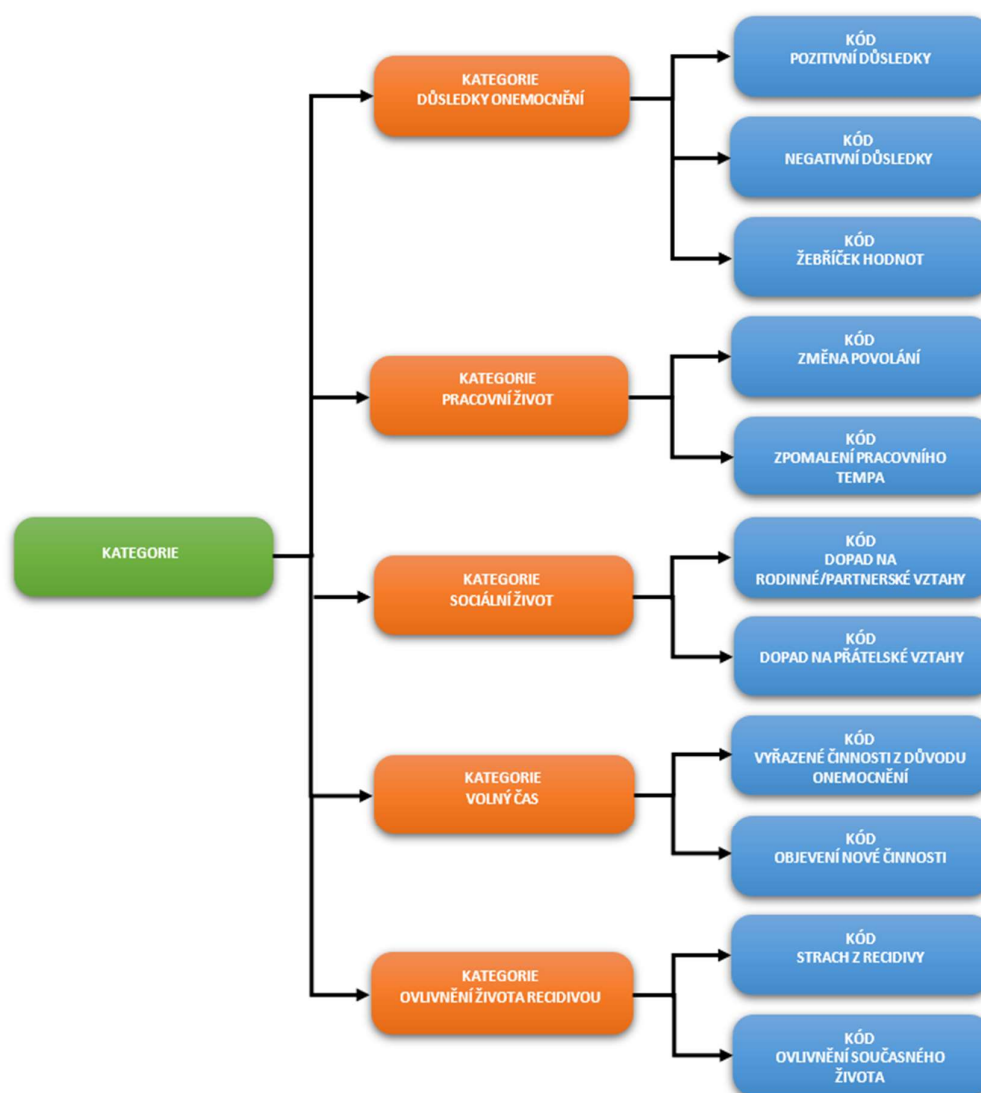 KATEGORIE
KATEGORIE
DŮSLEDKY ONEMOCNĚNÍ
KÓD
POZITIVNÍ DŮSLEDKY
KÓD
NEGATIVNÍ DŮSLEDKY
KÓD
ŽEBŘÍČEK HODNOT
KATEGORIE
PRACOVNÍ ŽIVOT
KÓD
ZMĚNA POVOLÁNÍ
KÓD
ZPOMALENÍ PRACOVNÍHO
TEMPA
KATEGORIE
SOCIÁLNÍ ŽIVOT
KÓD
DOPAD NA
RODINNÉ/PARTNERSKÉ VZTAHY
KÓD
DOPAD NA PŘÁTELSKÉ VZTAHY
KATEGORIE
VOLNÝ ČAS
KÓD
VYŘAZENÉ ČINNOSTI Z DŮVODU
ONEMOCNĚNÍ
KÓD
OBJEVENÍ NOVÉ ČINNOSTI
KATEGORIE
OVLIVNĚNÍ ŽIVOTA RECIDIVOU
KÓD
STRACH Z RECIDIVY
KÓD
OVLIVNĚNÍ SOUČASNÉHO
ŽIVOTA